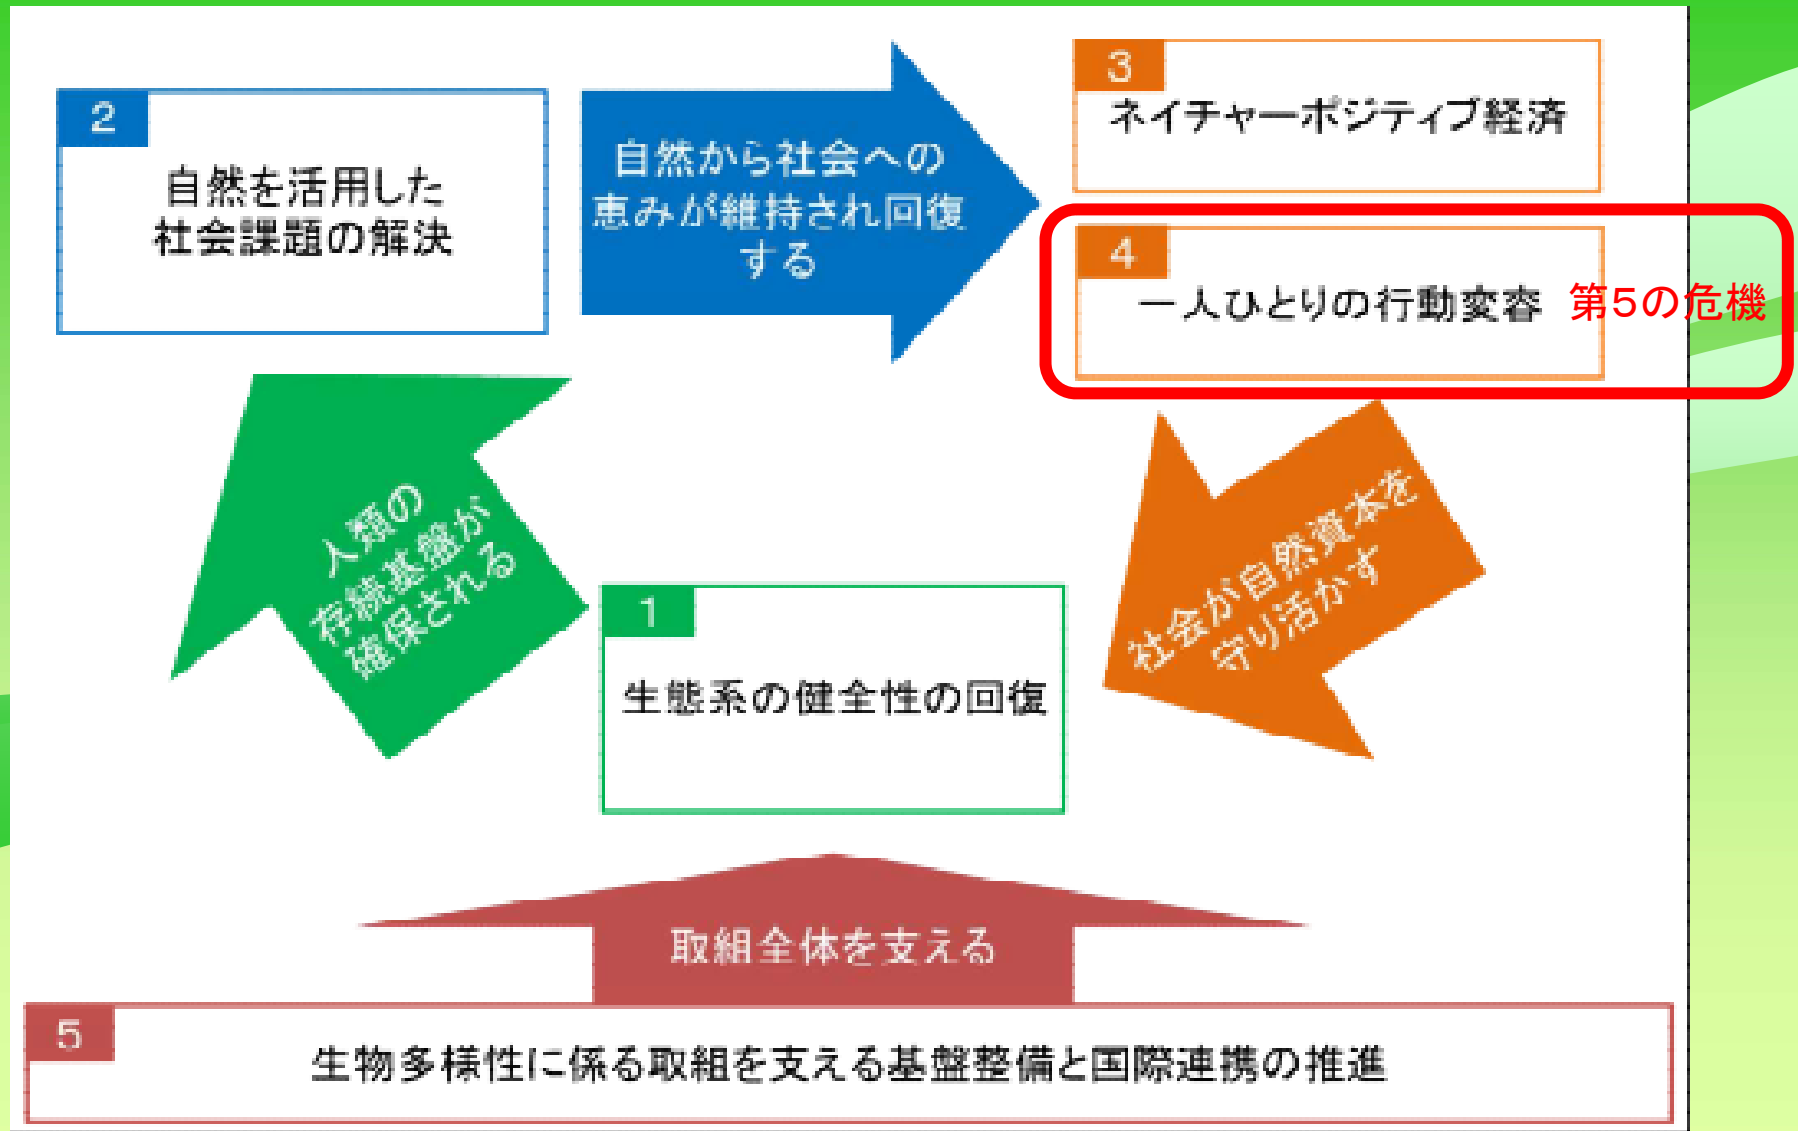 2
自然を活用した
社会課題の解決
自然から社会への
恵みが維持され回復
する
3
ネイチャーポジティブ経済
4
一人ひとりの行動変容
第5の危機
人類の
存続基盤が
確保される
社会が自然資本を
守り活かす
1
生態系の健全性の回復
取組全体を支える
5
生物多様性に係る取組を支える基盤整備と国際連携の推進